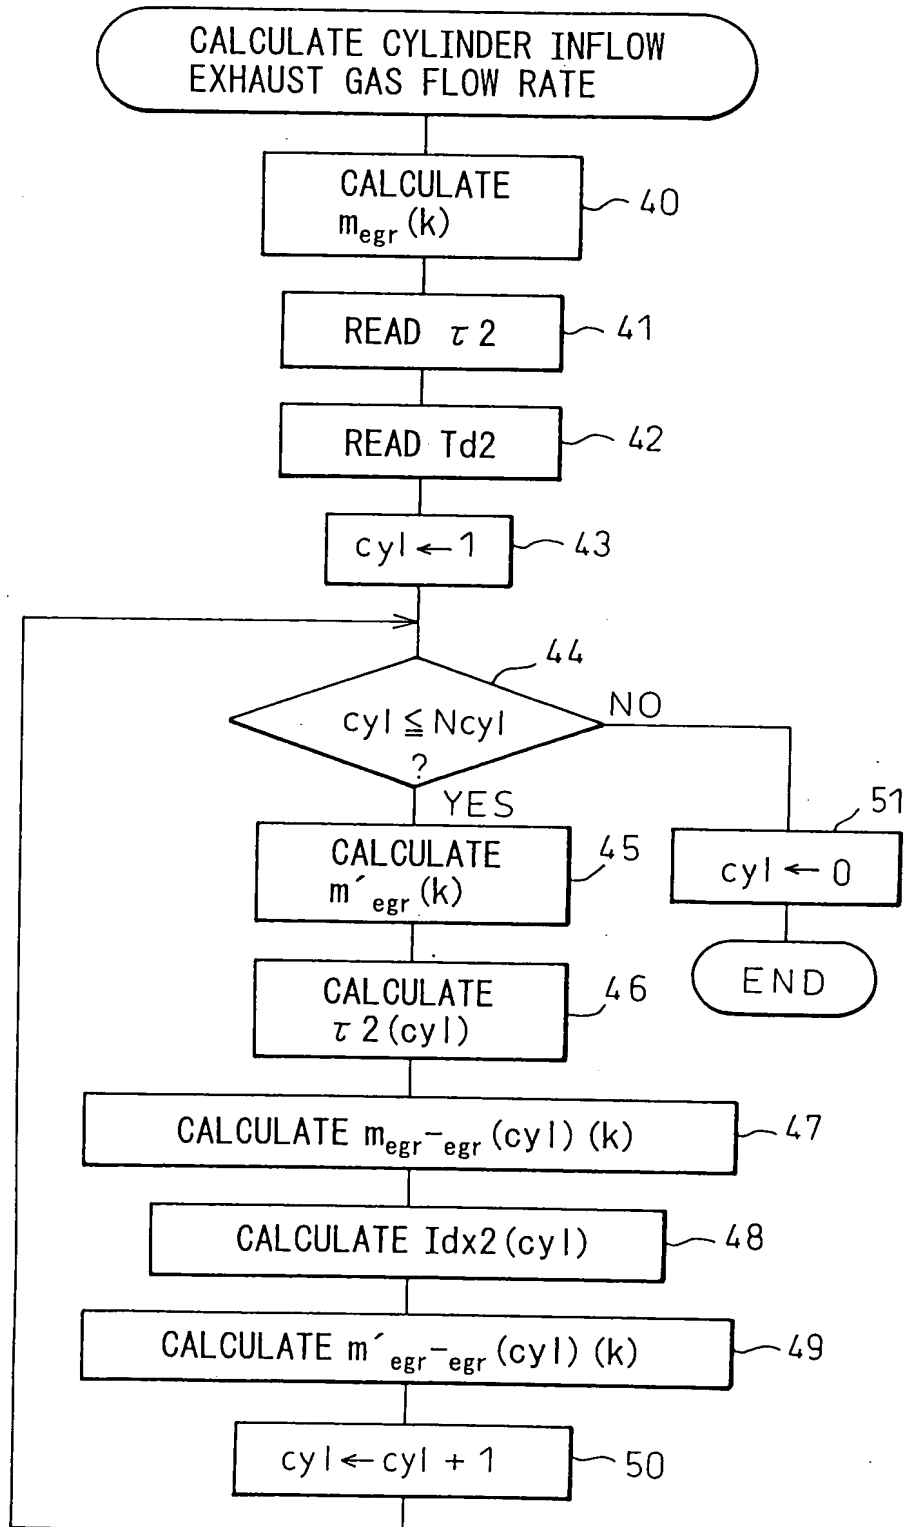 CALCULATE CYLINDER INFLOW
EXHAUST GAS FLOW RATE
CALCULATE
m_egr (k)
40
READ τ2
41
READ Td2
42
cyl ← 1
43
44
cyl ≦ Ncyl
?
NO
YES
51
cyl ← 0
END
CALCULATE
m´_egr (k)
45
CALCULATE
τ2(cyl)
46
CALCULATE m_egr-egr (cyl) (k)
47
CALCULATE Idx2(cyl)
48
CALCULATE m´_egr-egr (cyl) (k)
49
cyl ← cyl + 1
50